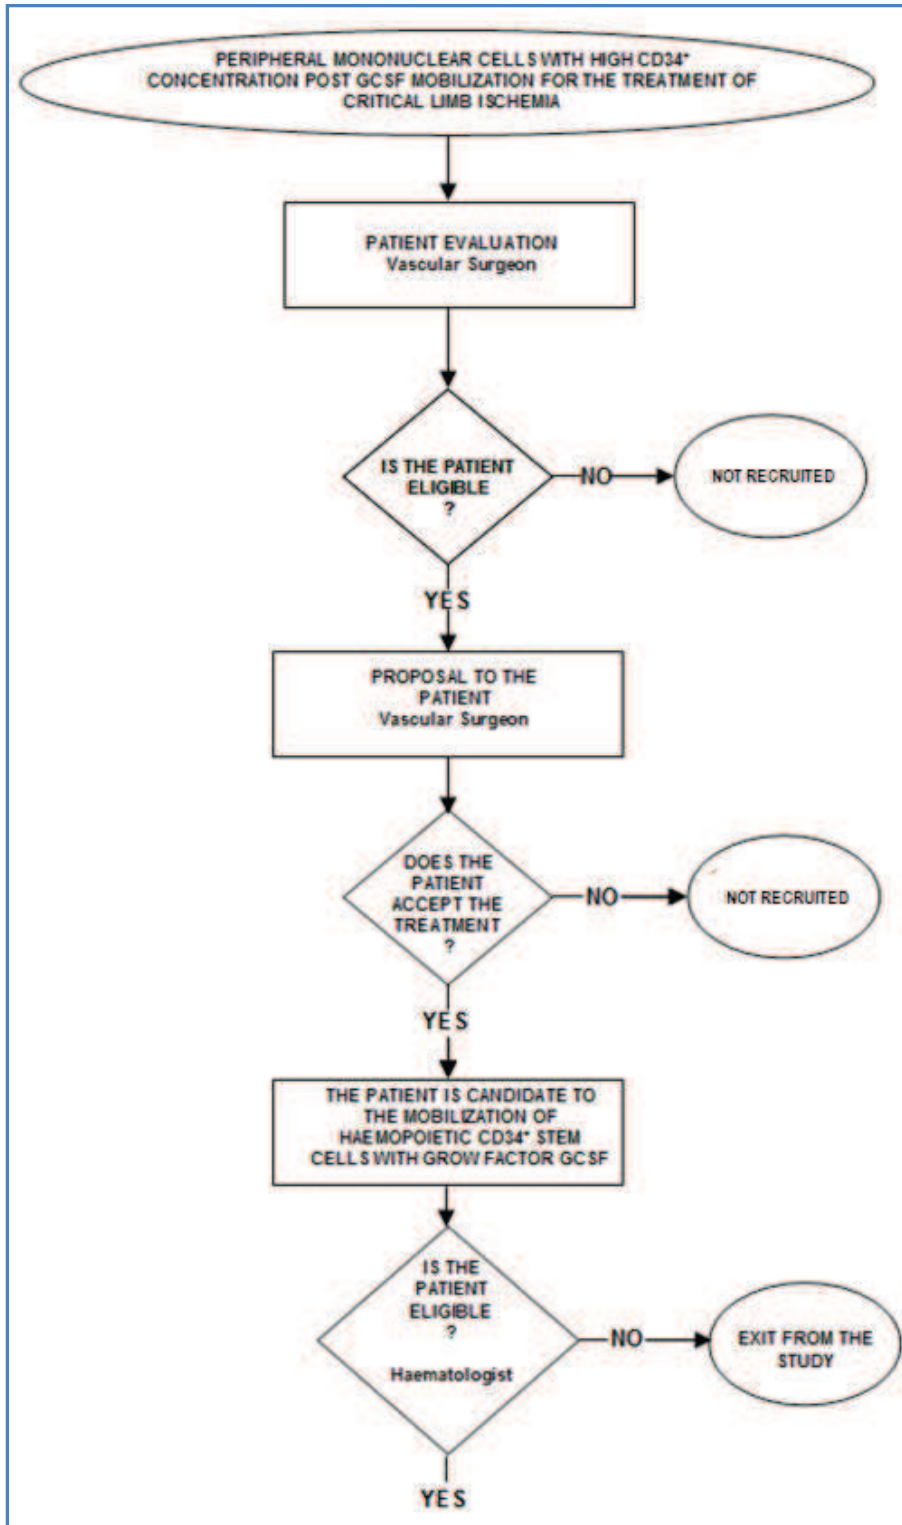 PERIPHERAL MONONUCLEAR CELLS WITH HIGH CD34⁺
CONCENTRATION POST GCSF MOBILIZATION FOR THE TREATMENT OF
CRITICAL LIMB ISCHEMIA
PATIENT EVALUATION
Vascular Surgeon
IS THE PATIENT
ELIGIBLE
?
NO
NOT RECRUITED
YES
PROPOSAL TO THE
PATIENT
Vascular Surgeon
DOES THE
PATIENT
ACCEPT THE
TREATMENT
?
NO
NOT RECRUITED
YES
THE PATIENT IS CANDIDATE TO
THE MOBILIZATION OF
HAEMOPOIETIC CD34⁺ STEM
CELLS WITH GROW FACTOR GCSF
IS THE
PATIENT
ELIGIBLE
?
Haematologist
NO
EXIT FROM THE
STUDY
YES